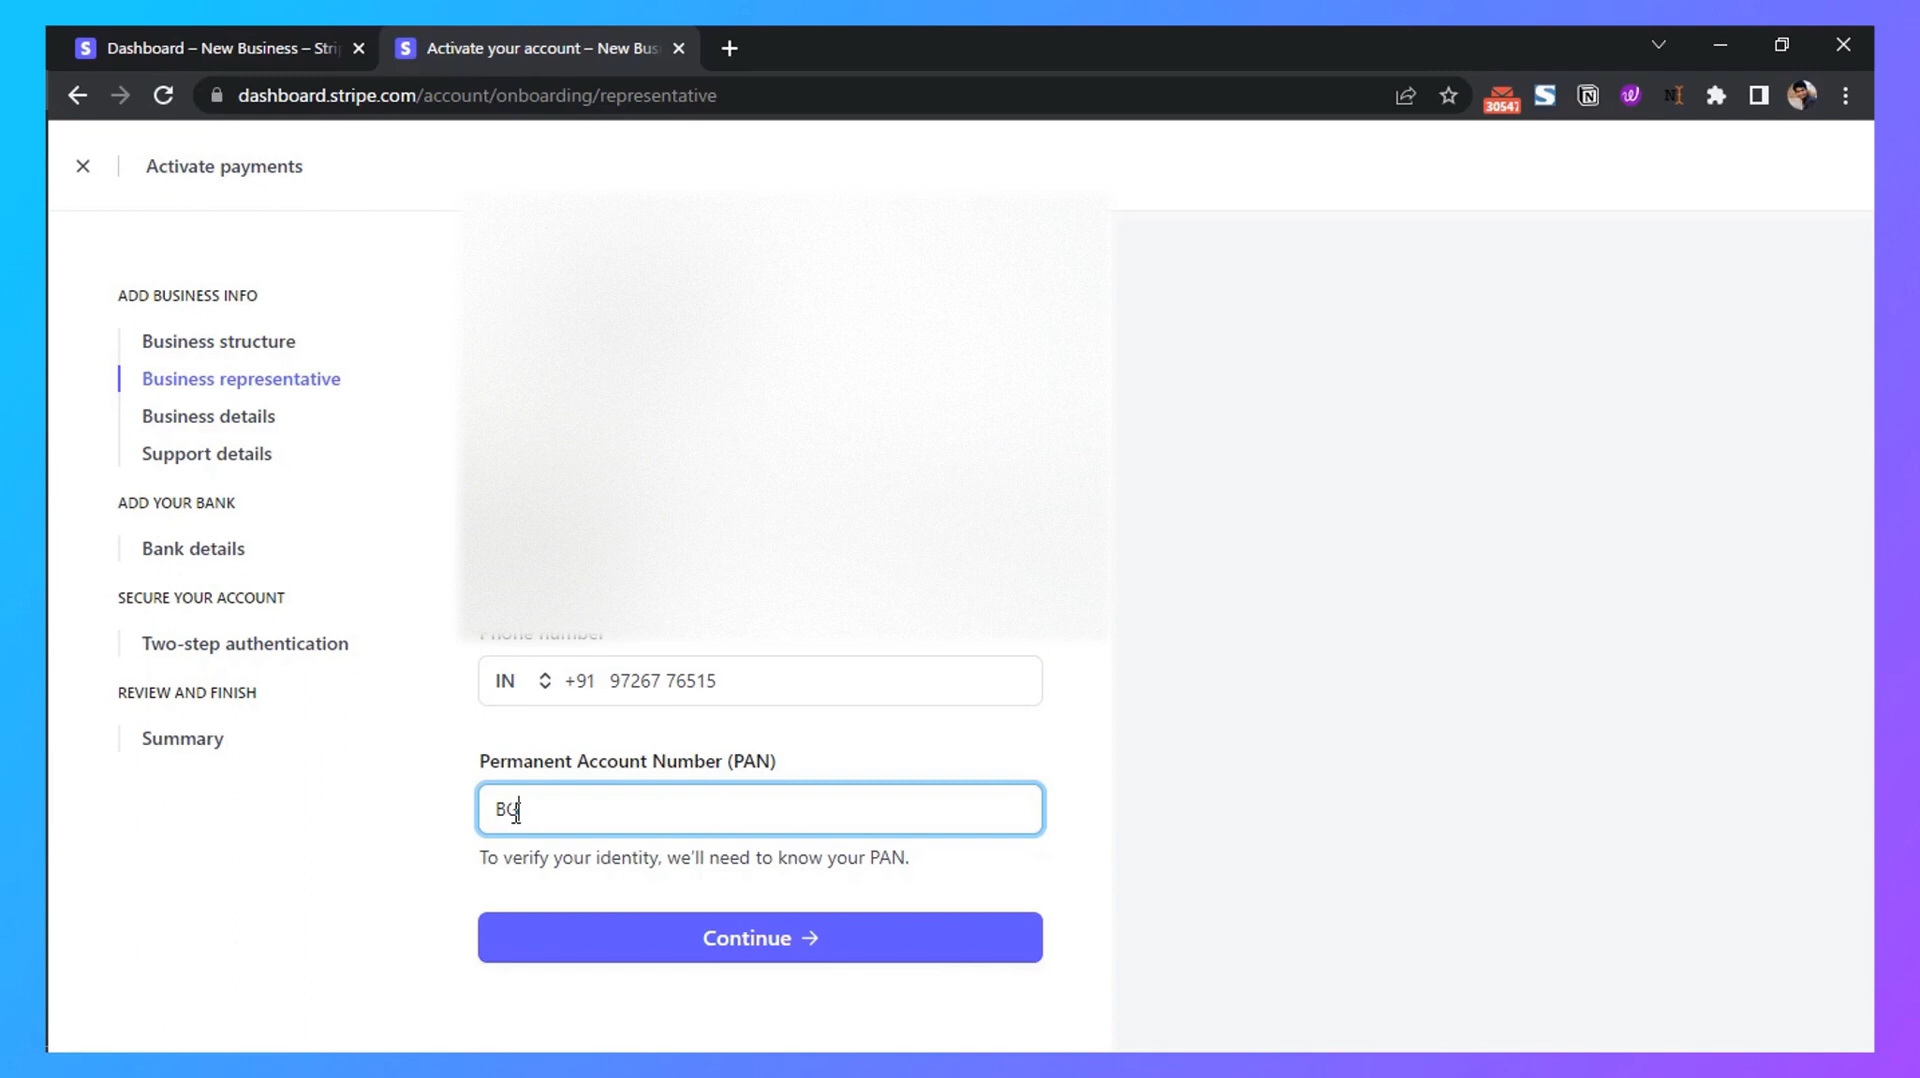 Dashboard – New Business – Stri
Activate your account – New Bus
dashboard.stripe.com/account/onboarding/representative
30547
Activate payments
ADD BUSINESS INFO
Business structure
Business representative
Business details
Support details
ADD YOUR BANK
Bank details
SECURE YOUR ACCOUNT
Two-step authentication
REVIEW AND FINISH
Summary
Phone number
IN +91 97267 76515
Permanent Account Number (PAN)
To verify your identity, we'll need to know your PAN.
Continue →